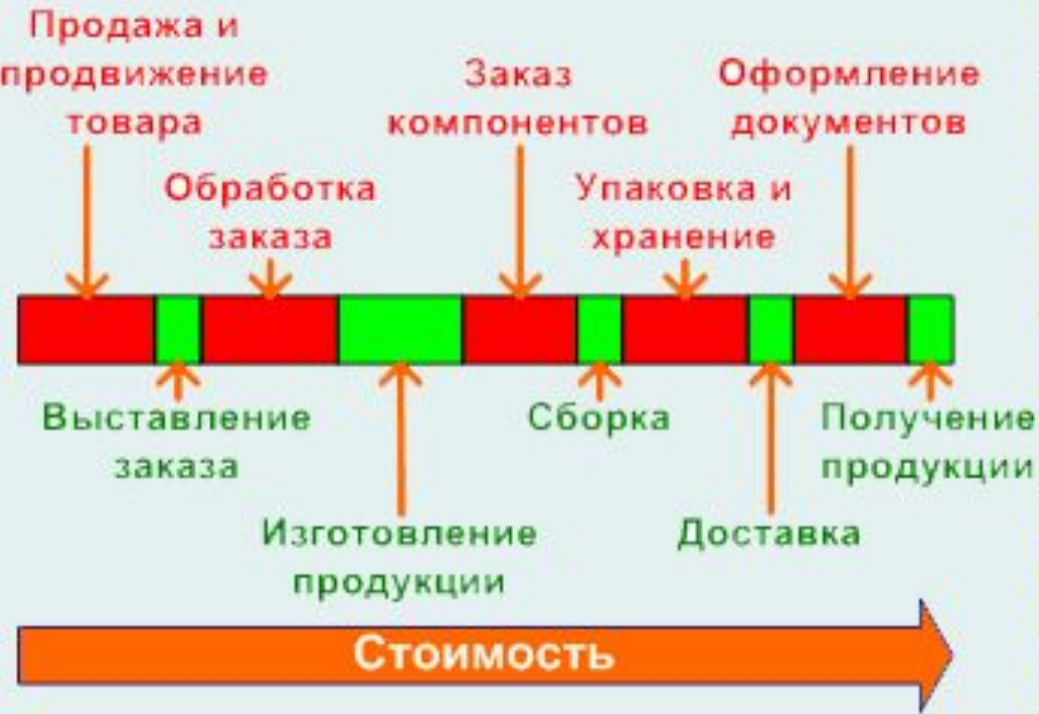 Продажа и
продвижение
товара
Заказ
компонентов
Оформление
документов
Обработка
заказа
Упаковка и
хранение
Выставление
заказа
Сборка
Получение
продукции
Изготовление
продукции
Доставка
Стоимость